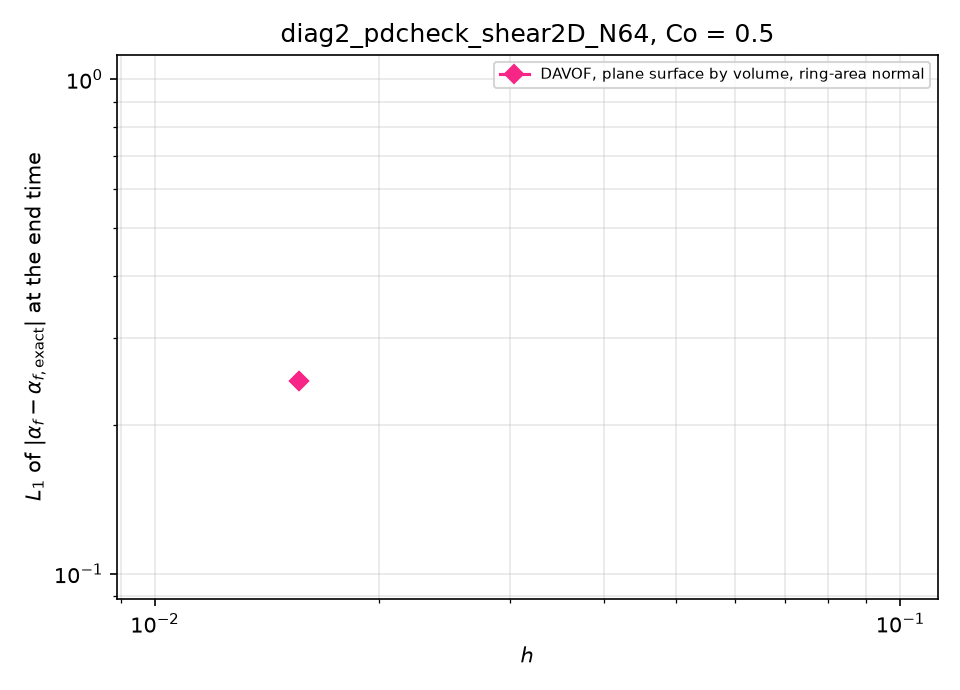 diag2_pdcheck_shear2D_N64, Co = 0.5
DAVOF, plane surface by volume, ring-area normal
10⁰
10⁻¹
L₁ of |α_f − α_{f,exact}| at the end time
10⁻²
10⁻¹
h